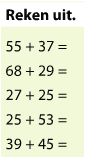 Reken uit.
55 + 37 =
68 + 29 =
27 + 25 =
25 + 53 =
39 + 45 =